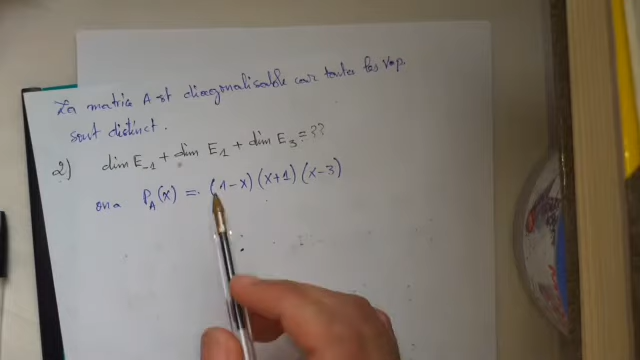 La matrice A est diagonalisable car toutes les vap.
sont distinct.
2) dim E₋₁ + dim E₁ + dim E₃ = ??
on a P_A(x) = (1-x)(x+1)(x-3)